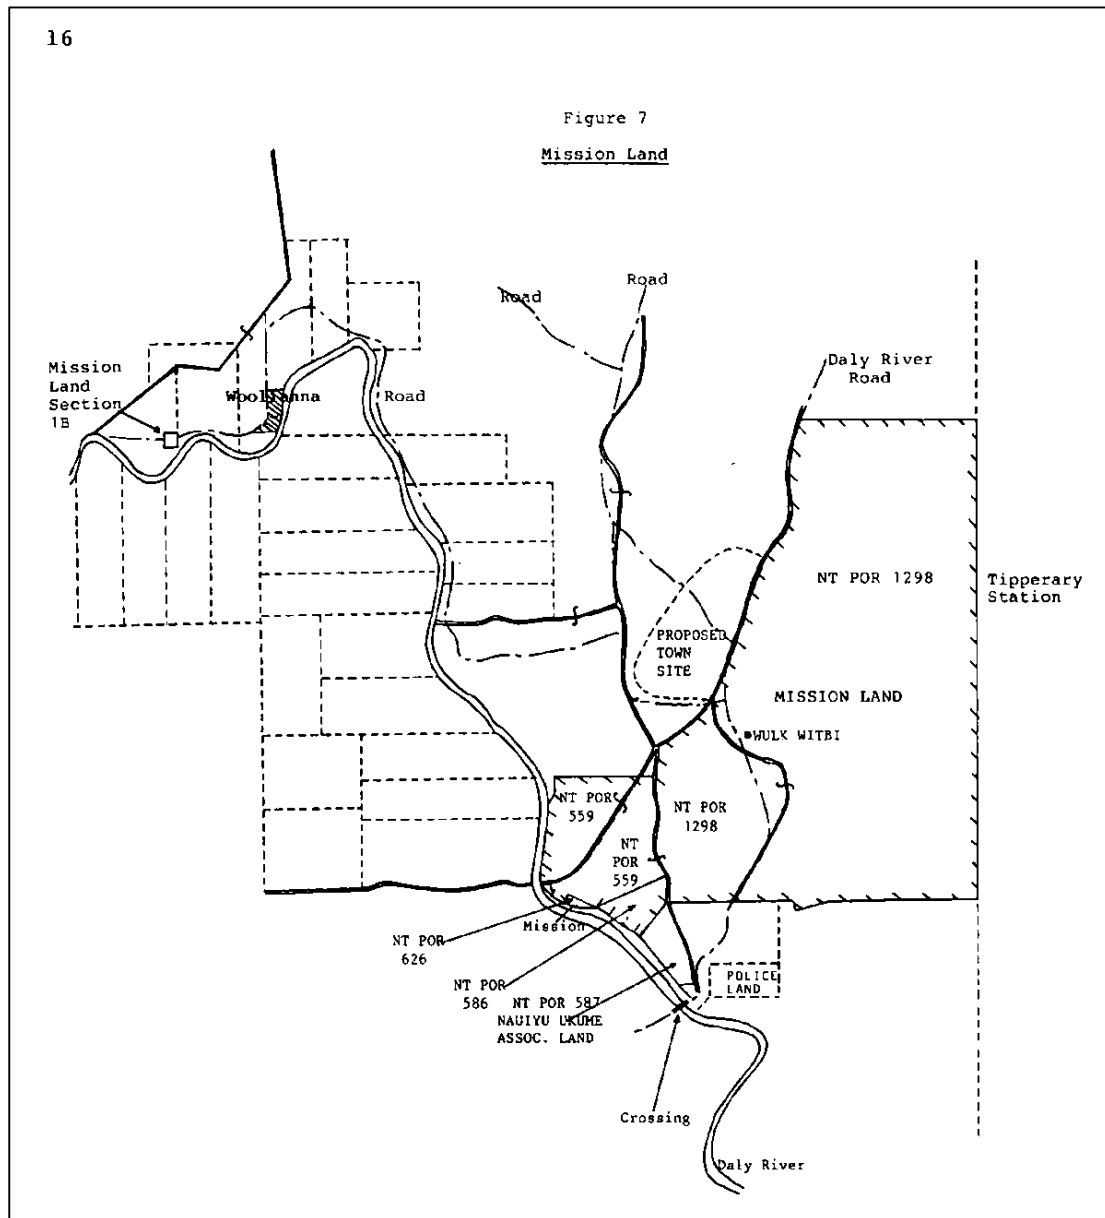 16
Figure 7
Mission Land
Road
Road
Mission
Land
Section
1B
Woolianna
Road
Daly River
Road
NT POR 1298
Tipperary
Station
PROPOSED
TOWN
SITE
MISSION LAND
WULK WITBI
NT POR
559
NT POR
1298
NT
POR
559
Mission
NT POR
626
NT POR
586
NT POR 587
NAUIYU UKUME
ASSOC. LAND
POLICE
LAND
Crossing
Daly River